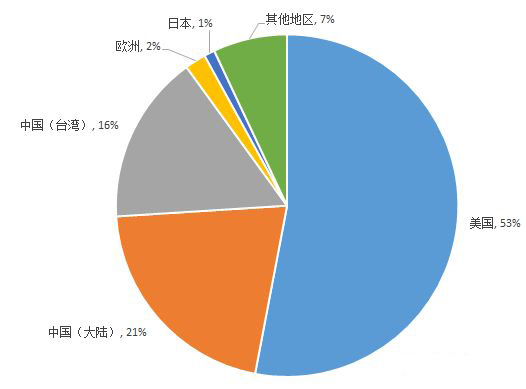 日本, 1%
其他地区, 7%
欧洲, 2%
中国（台湾）, 16%
美国, 53%
中国（大陆）, 21%